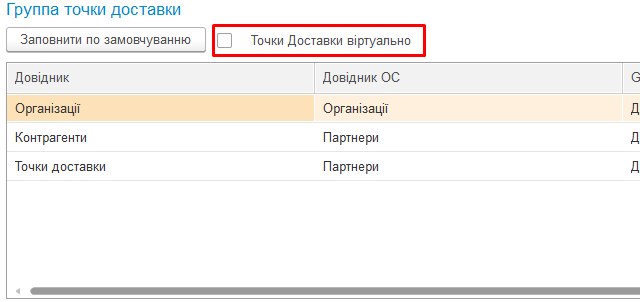 Группа точки доставки
Заповнити по замовчуванню Точки Доставки віртуально
Довідник Довідник ОС G
Організації Організації Д
Контрагенти Партнери Д
Точки доставки Партнери Д